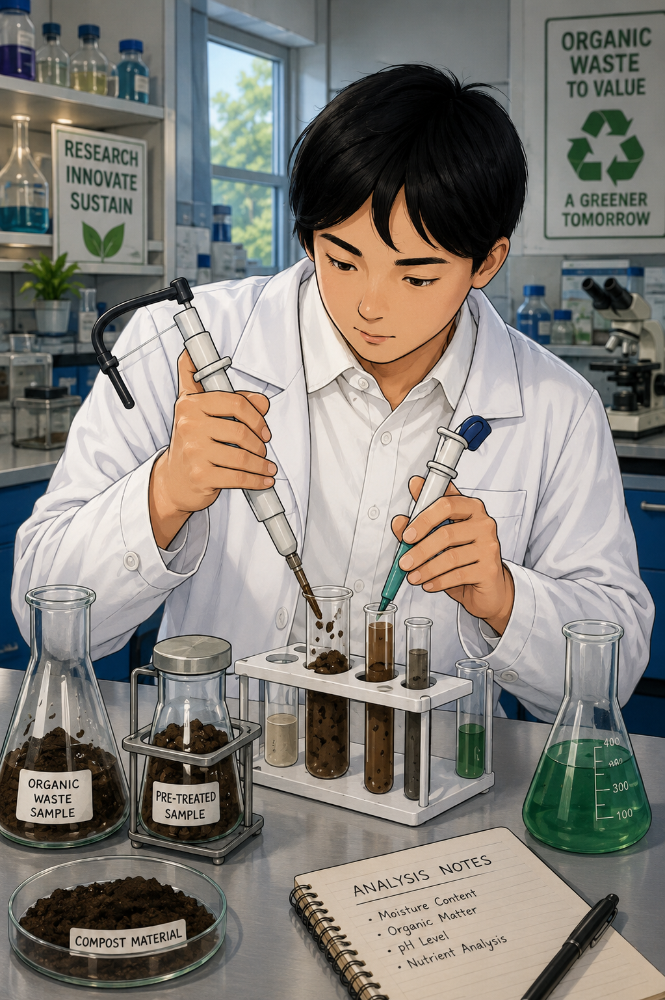 ORGANIC
WASTE
TO VALUE
A GREENER
TOMORROW
RESEARCH
INNOVATE
SUSTAIN
ORGANIC
WASTE
SAMPLE
PRE-TREATED
SAMPLE
400
300
100
COMPOST MATERIAL
ANALYSIS NOTES
• Moisture Content
• Organic Matter
• pH Level
• Nutrient Analysis